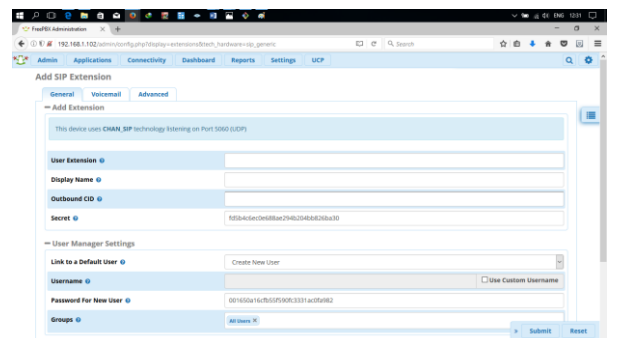 ENG 12:31
FreePBX Administration
192.168.1.102/admin/config.php?display=extensions&tech_hardware=sip_generic
Search
Admin Applications Connectivity Dashboard Reports Settings UCP
Add SIP Extension
General Voicemail Advanced
Add Extension
This device uses CHAN_SIP technology listening on Port 5060 (UDP)
User Extension
Display Name
Outbound CID
Secret
User Manager Settings
Link to a Default User Create New User
Username Use Custom Username
Password For New User
Groups All Users X
» Submit Reset